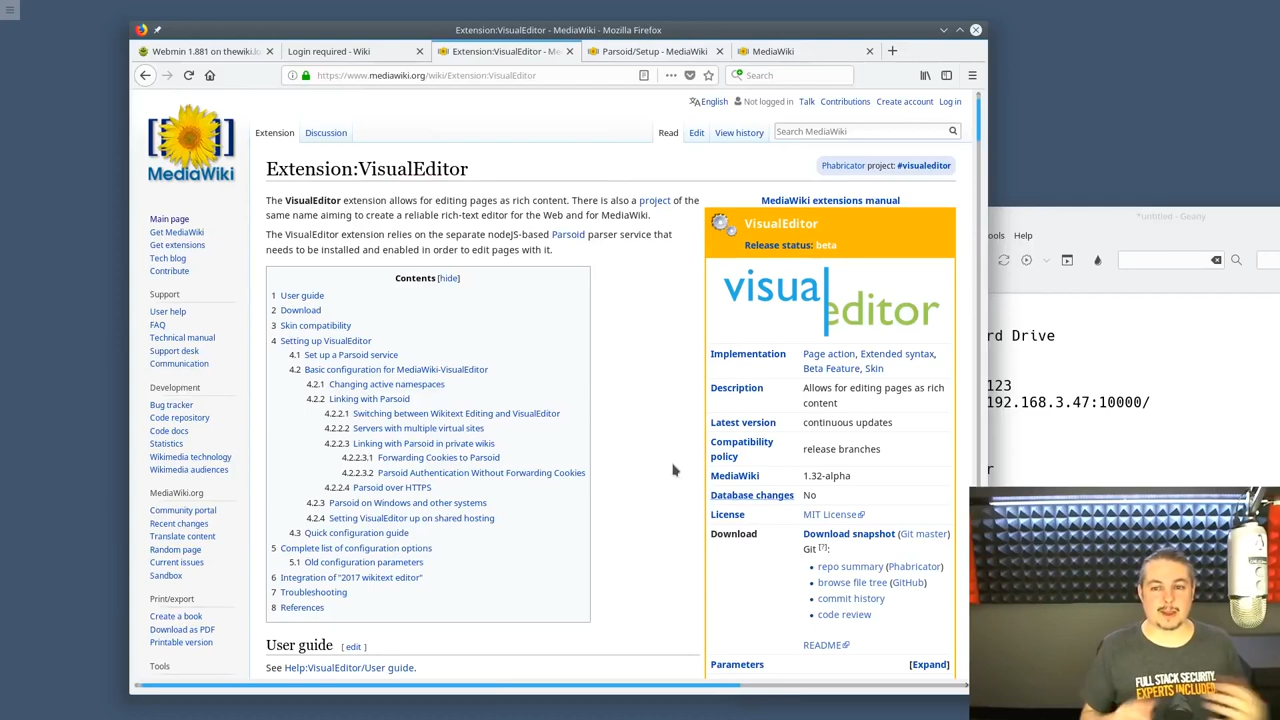 Extension:VisualEditor - MediaWiki - Mozilla Firefox
Webmin 1.881 on thewiki.lo
Login required - Wiki
Extension:VisualEditor - Me
Parsoid/Setup - MediaWiki
MediaWiki
https://www.mediawiki.org/wiki/Extension:VisualEditor
Search
English Not logged in Talk Contributions Create account Log in
Extension Discussion Read Edit View history Search MediaWiki
MediaWiki
Extension:VisualEditor
Phabricator project: #visualeditor
The VisualEditor extension allows for editing pages as rich content. There is also a project of the
same name aiming to create a reliable rich-text editor for the Web and for MediaWiki.
The VisualEditor extension relies on the separate nodeJS-based Parsoid parser service that
needs to be installed and enabled in order to edit pages with it.
Main page
Get MediaWiki
Get extensions
Tech blog
Contribute
Support
User help
FAQ
Technical manual
Support desk
Communication
Development
Bug tracker
Code repository
Code docs
Statistics
Wikimedia technology
Wikimedia audiences
MediaWiki.org
Community portal
Recent changes
Translate content
Random page
Current issues
Sandbox
Print/export
Create a book
Download as PDF
Printable version
Tools
Contents [hide]
1 User guide
2 Download
3 Skin compatibility
4 Setting up VisualEditor
4.1 Set up a Parsoid service
4.2 Basic configuration for MediaWiki-VisualEditor
4.2.1 Changing active namespaces
4.2.2 Linking with Parsoid
4.2.2.1 Switching between Wikitext Editing and VisualEditor
4.2.2.2 Servers with multiple virtual sites
4.2.2.3 Linking with Parsoid in private wikis
4.2.2.3.1 Forwarding Cookies to Parsoid
4.2.2.3.2 Parsoid Authentication Without Forwarding Cookies
4.2.2.4 Parsoid over HTTPS
4.2.3 Parsoid on Windows and other systems
4.2.4 Setting VisualEditor up on shared hosting
4.3 Quick configuration guide
5 Complete list of configuration options
5.1 Old configuration parameters
6 Integration of "2017 wikitext editor"
7 Troubleshooting
8 References
User guide [ edit ]
See Help:VisualEditor/User guide.
MediaWiki extensions manual
VisualEditor
Release status: beta
visual
editor
Implementation Page action, Extended syntax,
Beta Feature, Skin
Description Allows for editing pages as rich
content
Latest version continuous updates
Compatibility
policy release branches
MediaWiki 1.32-alpha
Database changes No
License MIT License
Download Download snapshot (Git master)
Git [?]:
repo summary (Phabricator)
browse file tree (GitHub)
commit history
code review
README
Parameters [Expand]
*untitled - Geany
ools Help
rd Drive
123
192.168.3.47:10000/
r
FULL STACK SECURITY.
EXPERTS INCLUDED